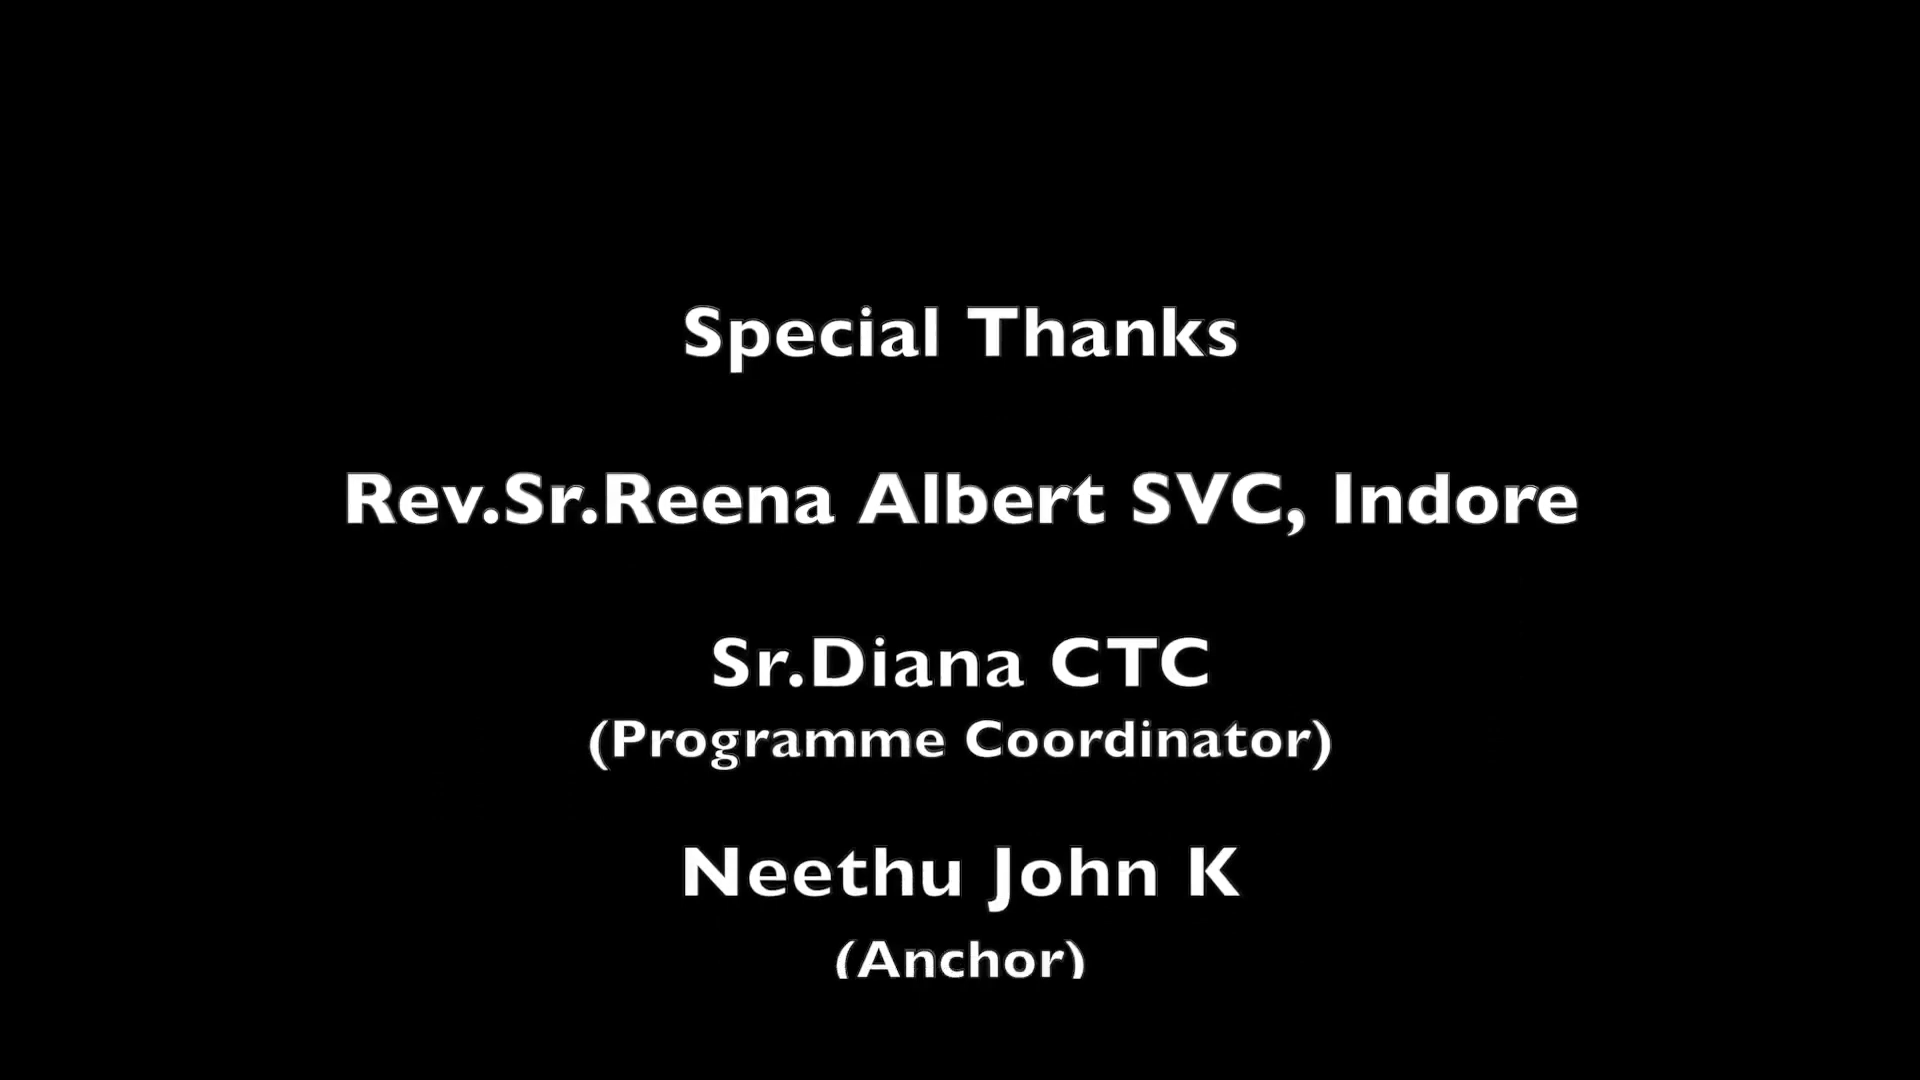 Special Thanks
Rev.Sr.Reena Albert SVC, Indore
Sr.Diana CTC
(Programme Coordinator)
Neethu John K
(Anchor)